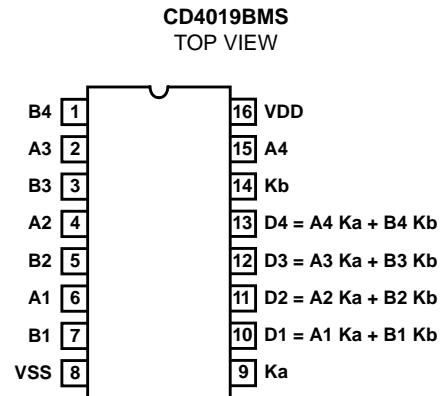 CD4019BMS
TOP VIEW
B4 1 16 VDD
A3 2 15 A4
B3 3 14 Kb
A2 4 13 D4 = A4 Ka + B4 Kb
B2 5 12 D3 = A3 Ka + B3 Kb
A1 6 11 D2 = A2 Ka + B2 Kb
B1 7 10 D1 = A1 Ka + B1 Kb
VSS 8 9 Ka